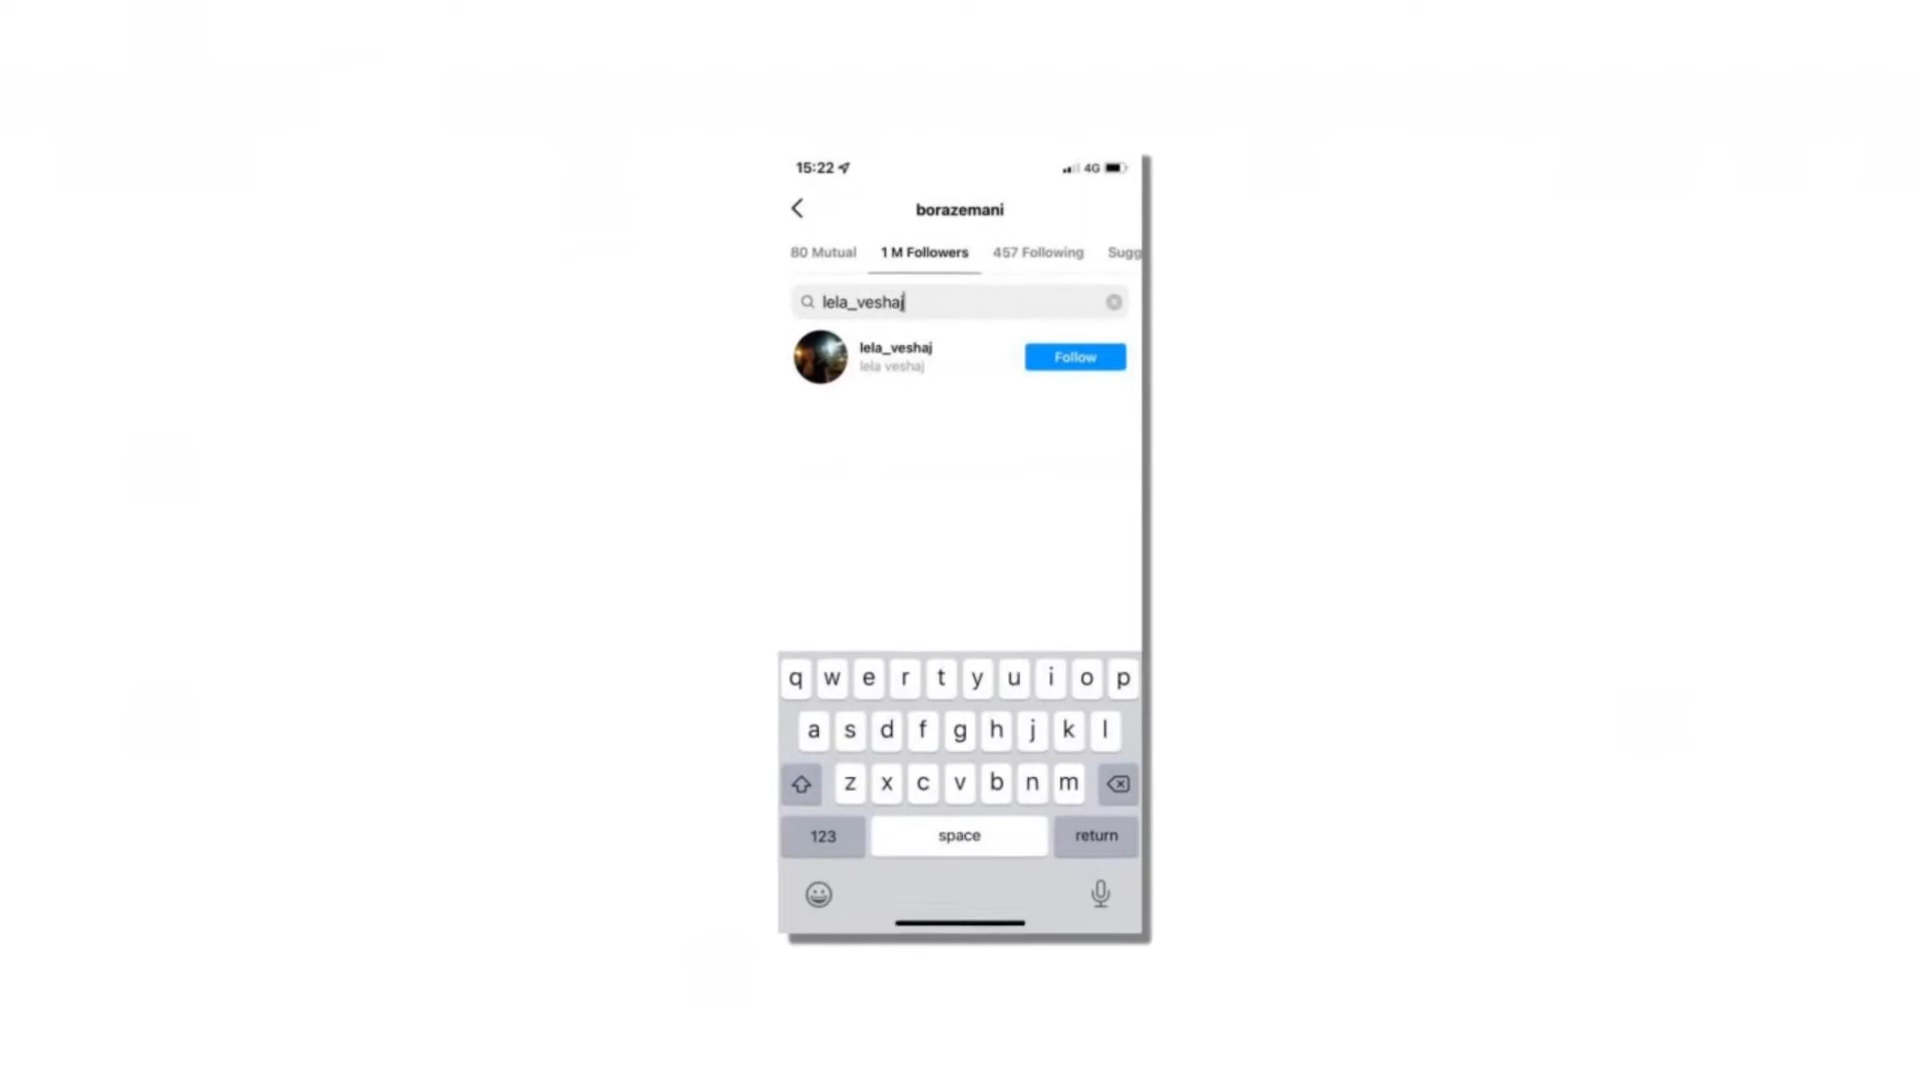 15:22 4G
borazemani
80 Mutual 1 M Followers 457 Following Sugg
lela_veshaj
lela_veshaj
lela veshaj
Follow
q w e r t y u i o p
a s d f g h j k l
z x c v b n m
123 space return